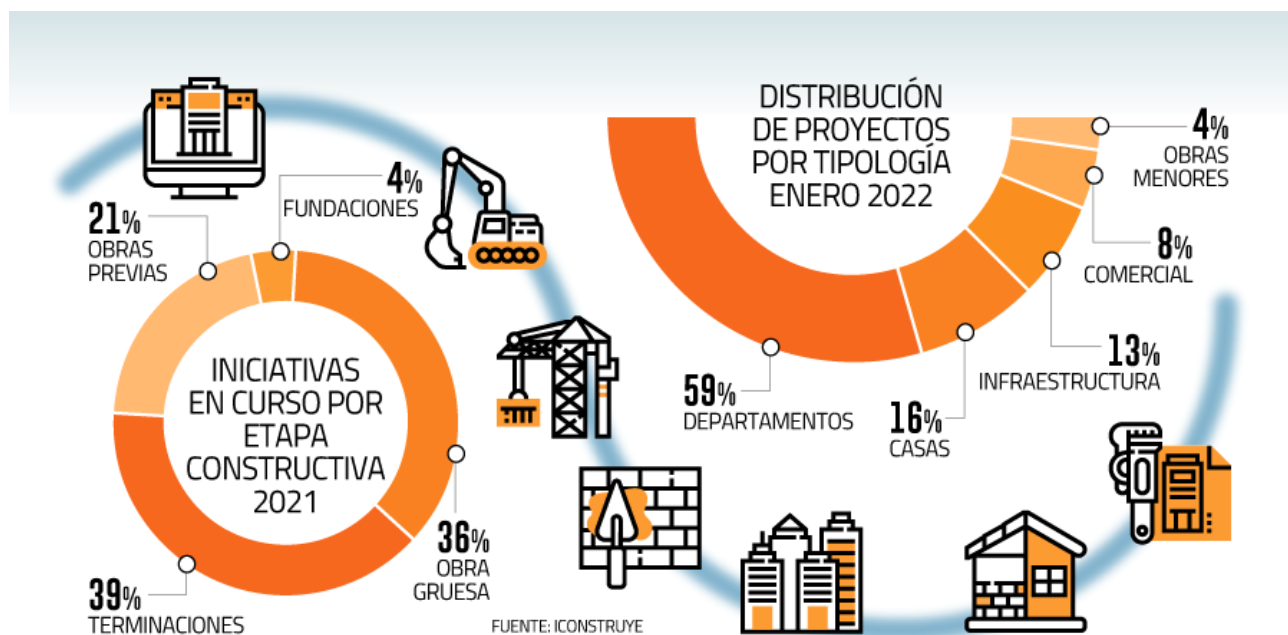 INICIATIVAS
EN CURSO POR
ETAPA
CONSTRUCTIVA
2021
21%
OBRAS
PREVIAS
4%
FUNDACIONES
36%
OBRA
GRUESA
39%
TERMINACIONES
DISTRIBUCIÓN
DE PROYECTOS
POR TIPOLOGÍA
ENERO 2022
4%
OBRAS
MENORES
8%
COMERCIAL
13%
INFRAESTRUCTURA
16%
CASAS
59%
DEPARTAMENTOS
FUENTE: ICONSTRUYE